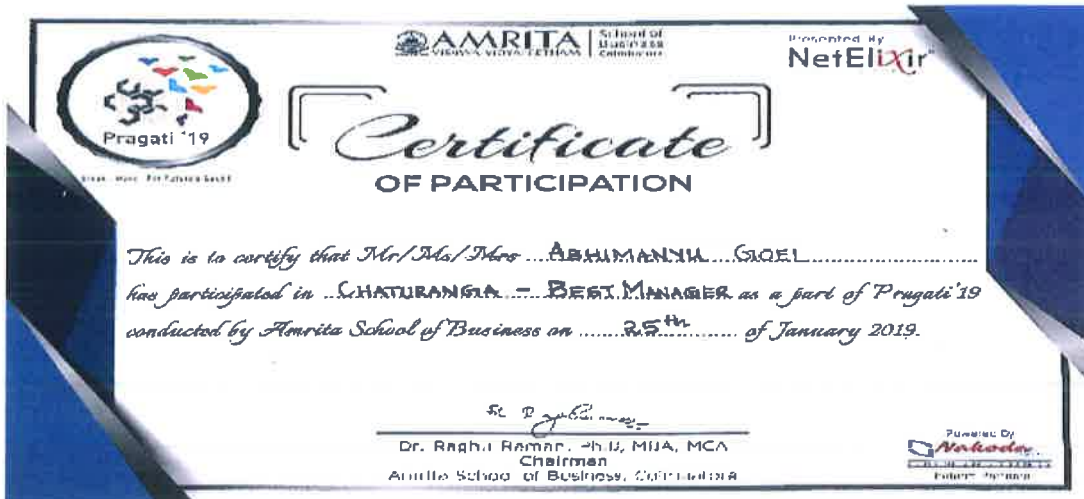 AMRITA
VISHWA VIDYAPEETHAM
School of
Business
Coimbatore
Presented By
NetElixir
Pragati '19
Certificate
OF PARTICIPATION
This is to certify that Mr/Ms/Mrs ABHIMANYU GOEL
has participated in CHATURANGA - BEST MANAGER as a part of Pragati'19
conducted by Amrita School of Business on 25th of January 2019.
Dr. Raghu Raman, Ph.D, MBA, MCA
Chairman
Amrita School of Business, Coimbatore
Powered By
Nakoda